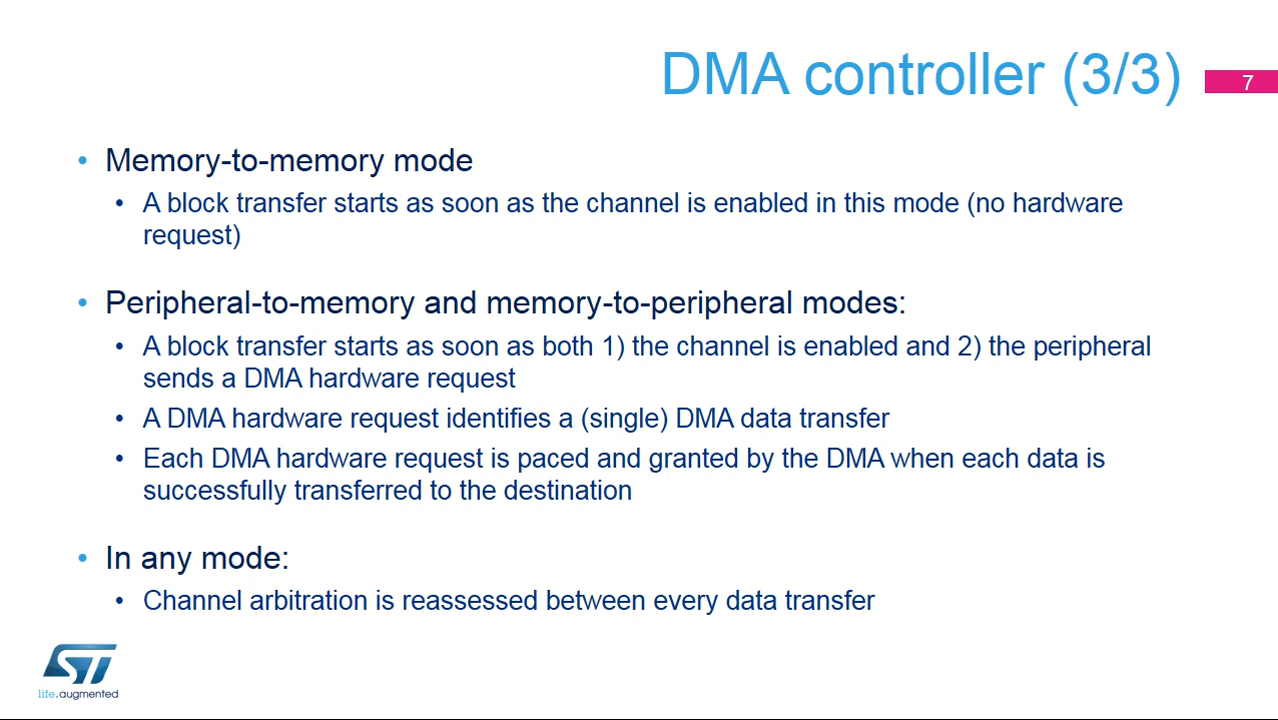 DMA controller (3/3)
7
• Memory-to-memory mode
• A block transfer starts as soon as the channel is enabled in this mode (no hardware
request)
• Peripheral-to-memory and memory-to-peripheral modes:
• A block transfer starts as soon as both 1) the channel is enabled and 2) the peripheral
sends a DMA hardware request
• A DMA hardware request identifies a (single) DMA data transfer
• Each DMA hardware request is paced and granted by the DMA when each data is
successfully transferred to the destination
• In any mode:
• Channel arbitration is reassessed between every data transfer
ST
life.augmented